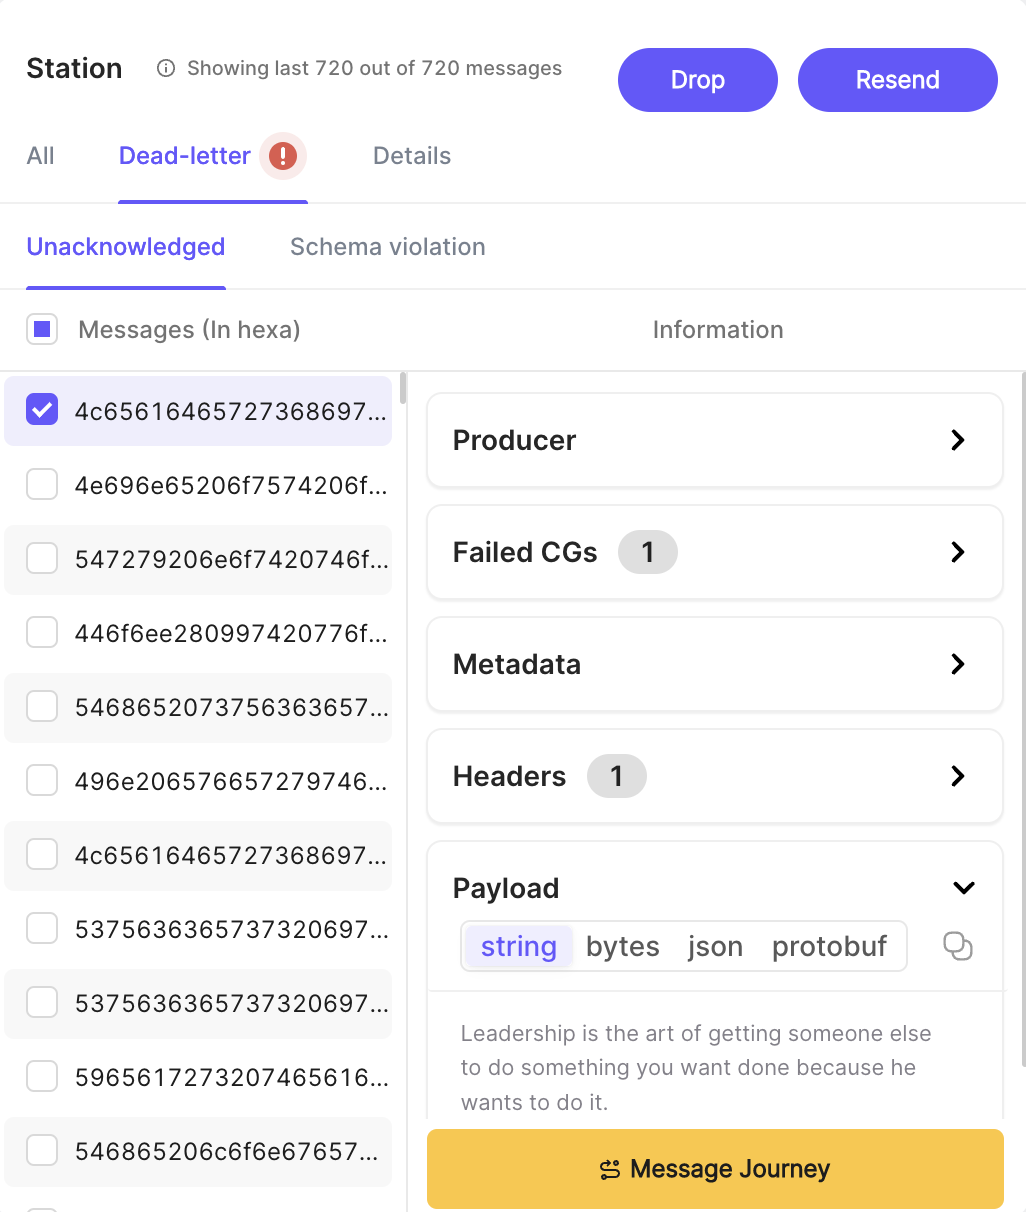 Station
Showing last 720 out of 720 messages
Drop
Resend
All
Dead-letter
Details
Unacknowledged
Schema violation
Messages (In hexa)
Information
4c65616465727368697...
4e696e65206f7574206f...
547279206e6f7420746f...
446f6ee280997420776f...
5468652073756363657...
496e206576657279746...
4c65616465727368697...
5375636365737320697...
5375636365737320697...
5965617273207465616...
546865206c6f6e67657...
Producer
Failed CGs 1
Metadata
Headers 1
Payload
string bytes json protobuf
Leadership is the art of getting someone else
to do something you want done because he
wants to do it.
Message Journey